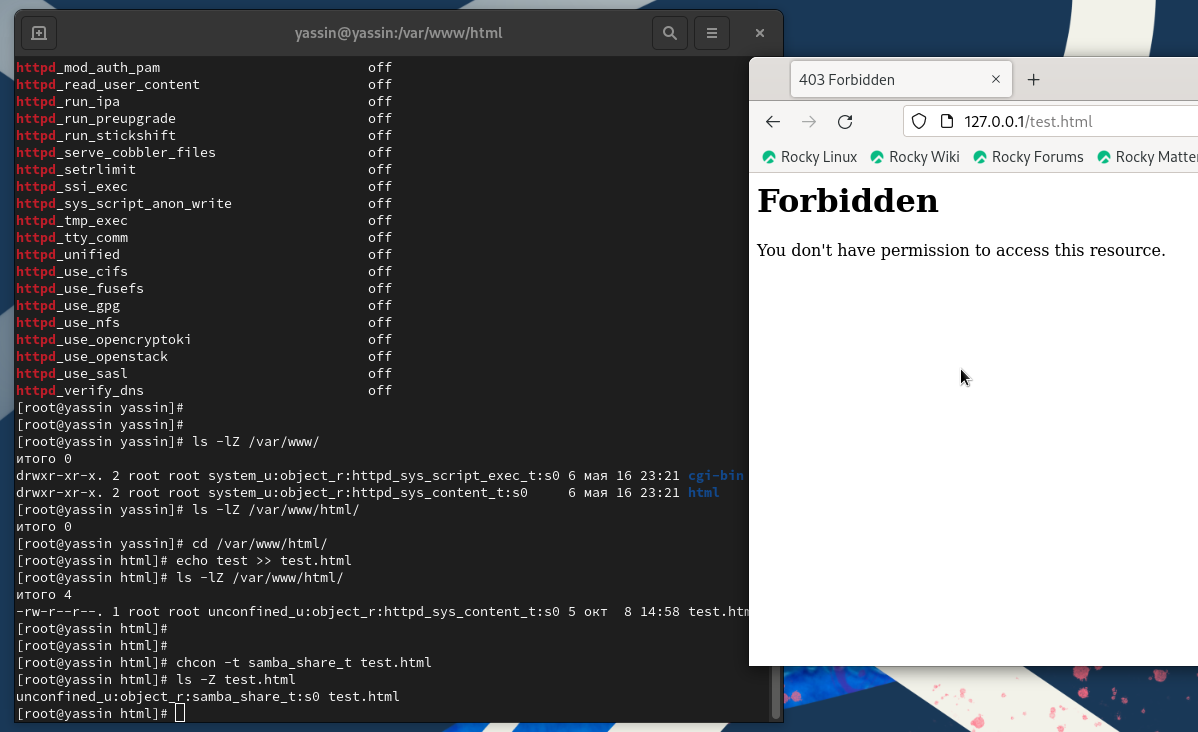 yassin@yassin:/var/www/html
httpd_mod_auth_pam off
httpd_read_user_content off
httpd_run_ipa off
httpd_run_preupgrade off
httpd_run_stickshift off
httpd_serve_cobbler_files off
httpd_setrlimit off
httpd_ssi_exec off
httpd_sys_script_anon_write off
httpd_tmp_exec off
httpd_tty_comm off
httpd_unified off
httpd_use_cifs off
httpd_use_fusefs off
httpd_use_gpg off
httpd_use_nfs off
httpd_use_opencryptoki off
httpd_use_openstack off
httpd_use_sasl off
httpd_verify_dns off
[root@yassin yassin]#
[root@yassin yassin]#
[root@yassin yassin]# ls -lZ /var/www/
итого 0
drwxr-xr-x. 2 root root system_u:object_r:httpd_sys_script_exec_t:s0 6 мая 16 23:21 cgi-bin
drwxr-xr-x. 2 root root system_u:object_r:httpd_sys_content_t:s0 6 мая 16 23:21 html
[root@yassin yassin]# ls -lZ /var/www/html/
итого 0
[root@yassin yassin]# cd /var/www/html/
[root@yassin html]# echo test >> test.html
[root@yassin html]# ls -lZ /var/www/html/
итого 4
-rw-r--r--. 1 root root unconfined_u:object_r:httpd_sys_content_t:s0 5 окт 8 14:58 test.htm
[root@yassin html]#
[root@yassin html]#
[root@yassin html]# chcon -t samba_share_t test.html
[root@yassin html]# ls -Z test.html
unconfined_u:object_r:samba_share_t:s0 test.html
[root@yassin html]#
403 Forbidden
127.0.0.1/test.html
Rocky Linux Rocky Wiki Rocky Forums Rocky Matter
Forbidden
You don't have permission to access this resource.